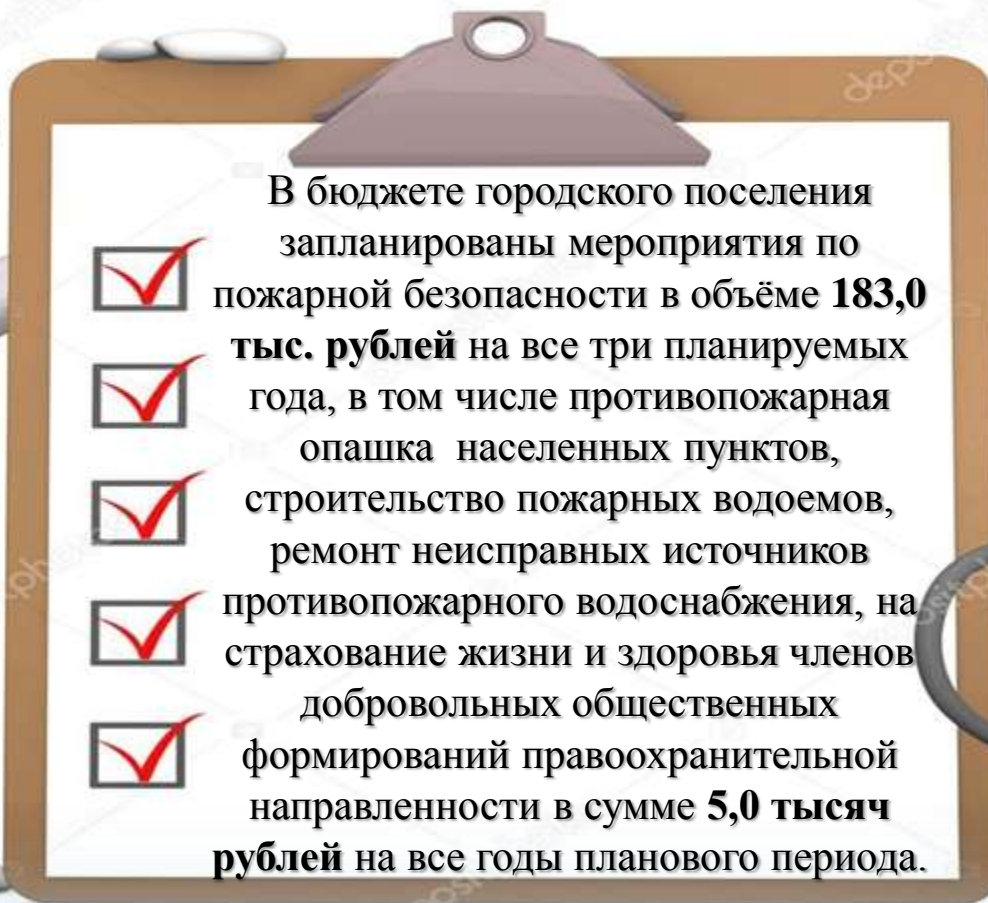 В бюджете городского поселения
запланированы мероприятия по
пожарной безопасности в объёме 183,0
тыс. рублей на все три планируемых
года, в том числе противопожарная
опашка населенных пунктов,
строительство пожарных водоемов,
ремонт неисправных источников
противопожарного водоснабжения, на
страхование жизни и здоровья членов
добровольных общественных
формирований правоохранительной
направленности в сумме 5,0 тысяч
рублей на все годы планового периода.